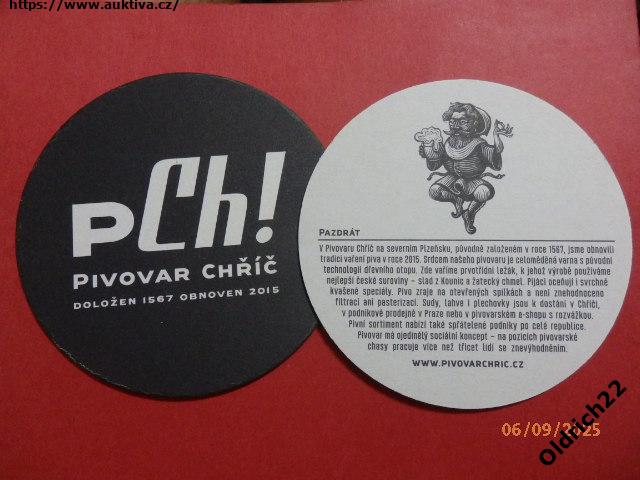 https://www.auktiva.cz/
PCh!
PIVOVAR CHŘÍČ
DOLOŽEN 1567 OBNOVEN 2015
PAZDRÁT
V Pivovaru Chříč na severním Plzeňsku, původně založeném v roce 1567, jsme obnovili
tradici vaření piva v roce 2015. Srdcem našeho pivovaru je celoměděná varna s původní
technologií dřevního otopu. Zde vaříme prvotřídní ležák, k jehož výrobě používáme
nejlepší české suroviny – slad z Kounic a žatecký chmel. Pijáci oceňují i svrchně
kvašené speciály. Pivo zraje na otevřených spilkách a není znehodnoceno
filtrací ani pasterizací. Sudy, lahve i plechovky jsou k dostání v Chříči,
v podnikové prodejně v Praze nebo v pivovarském e-shopu s rozvážkou.
Pivní sortiment nabízí také spřátelené podniky po celé republice.
Pivovar má ojedinělý sociální koncept – na pozicích pivovarské
chasy pracuje více než třicet lidí se znevýhodněním.
WWW.PIVOVARCHRIC.CZ
06/09/2025
Oldrich22